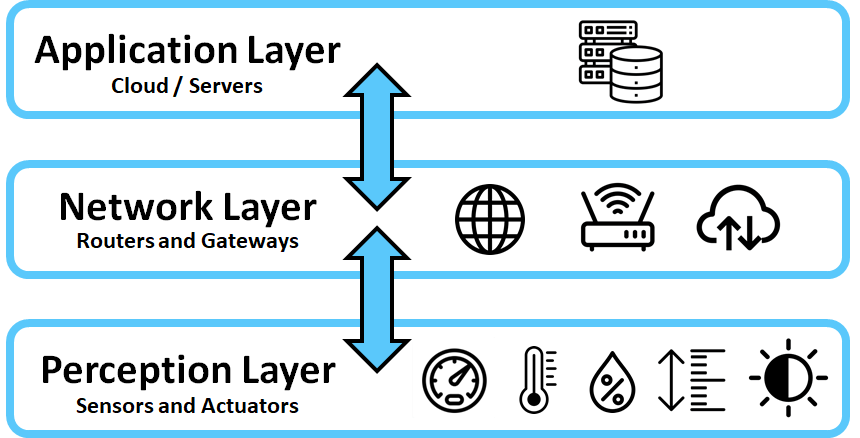 Application Layer
Cloud / Servers
Network Layer
Routers and Gateways
Perception Layer
Sensors and Actuators
%